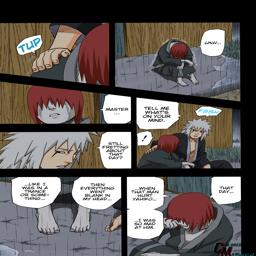 TUP
TELL ME
WHAT'S
ON YOUR
MIND.
MASTER
...
!
STILL
FRETTING
ABOUT
THAT
DAY?
THAT
DAY...
WHEN
THAT MAN
HURT
YAHIKO...
I WAS
SO MAD
AT HIM.
THEN
EVERYTHING
WENT
BLANK IN
MY HEAD...
LIKE I
WAS IN
A TRANCE
OR SOME-
THING...